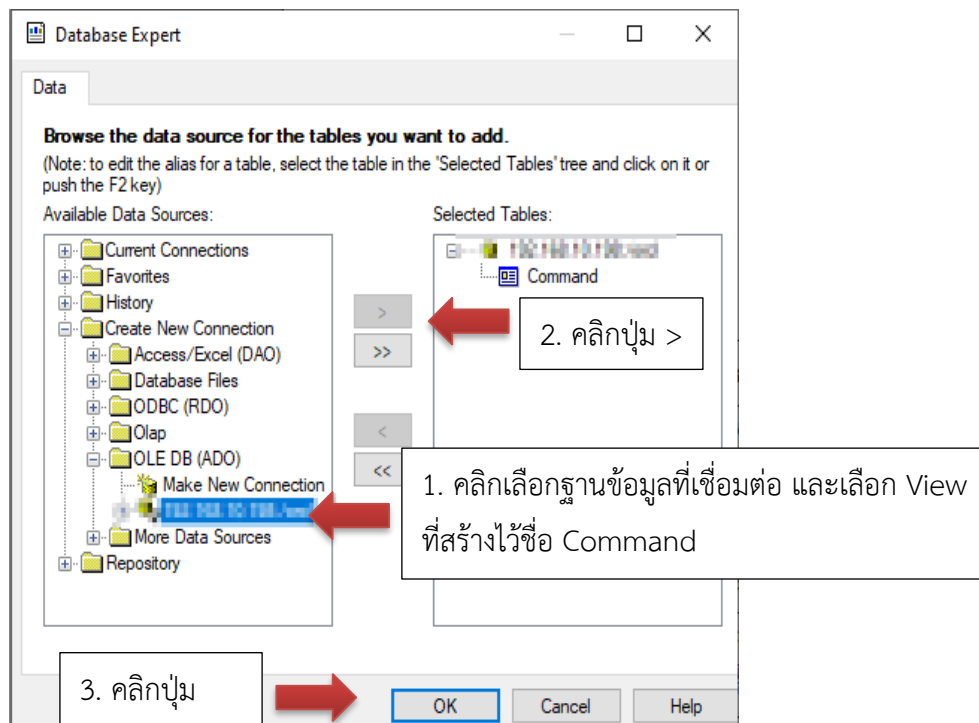 Database Expert
Data
Browse the data source for the tables you want to add.
(Note: to edit the alias for a table, select the table in the 'Selected Tables' tree and click on it or
push the F2 key)
Available Data Sources:
Selected Tables:
Current Connections
Favorites
History
Create New Connection
Access/Excel (DAO)
Database Files
ODBC (RDO)
Olap
OLE DB (ADO)
Make New Connection
More Data Sources
Repository
>
>>
<
<<
Command
2. คลิกปุ่ม >
1. คลิกเลือกฐานข้อมูลที่เชื่อมต่อ และเลือก View
ที่สร้างไว้ชื่อ Command
3. คลิกปุ่ม
OK
Cancel
Help